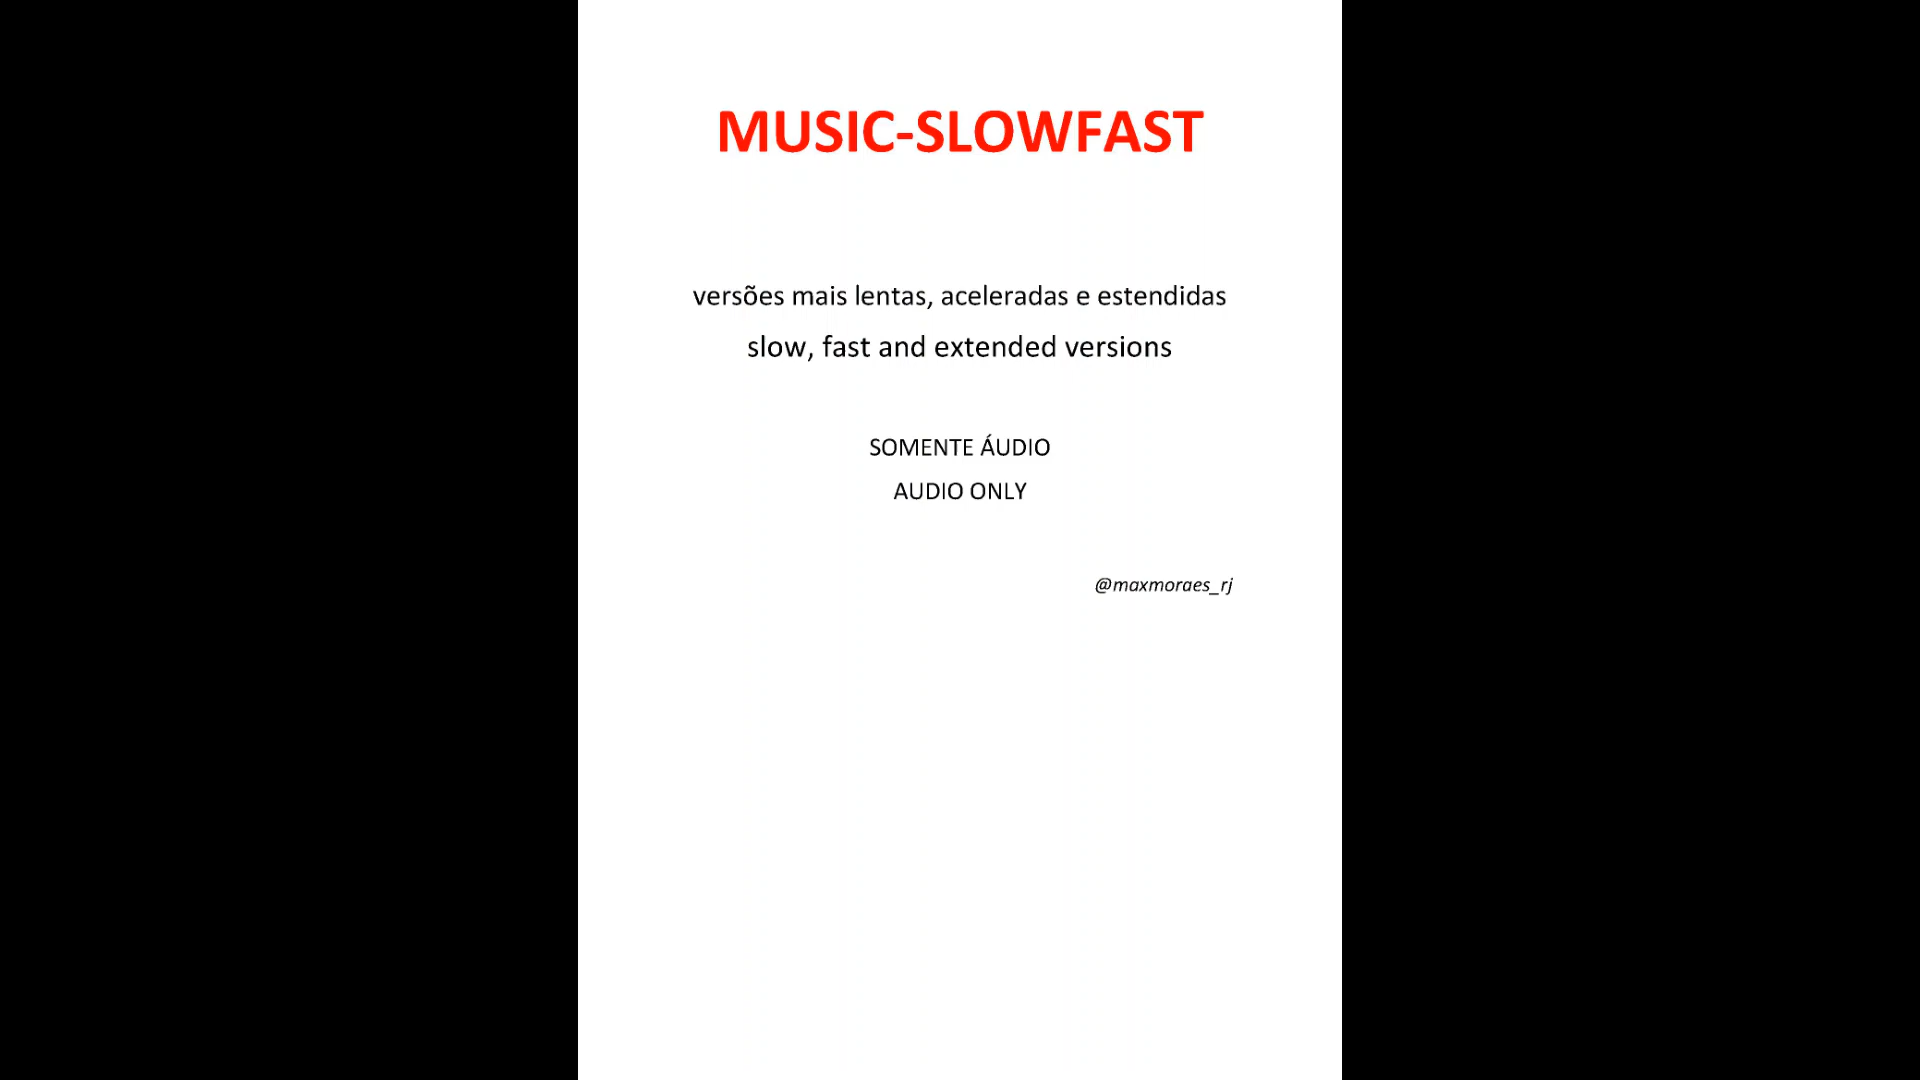 MUSIC-SLOWFAST
versões mais lentas, aceleradas e estendidas
slow, fast and extended versions
SOMENTE ÁUDIO
AUDIO ONLY
@maxmoraes_rj